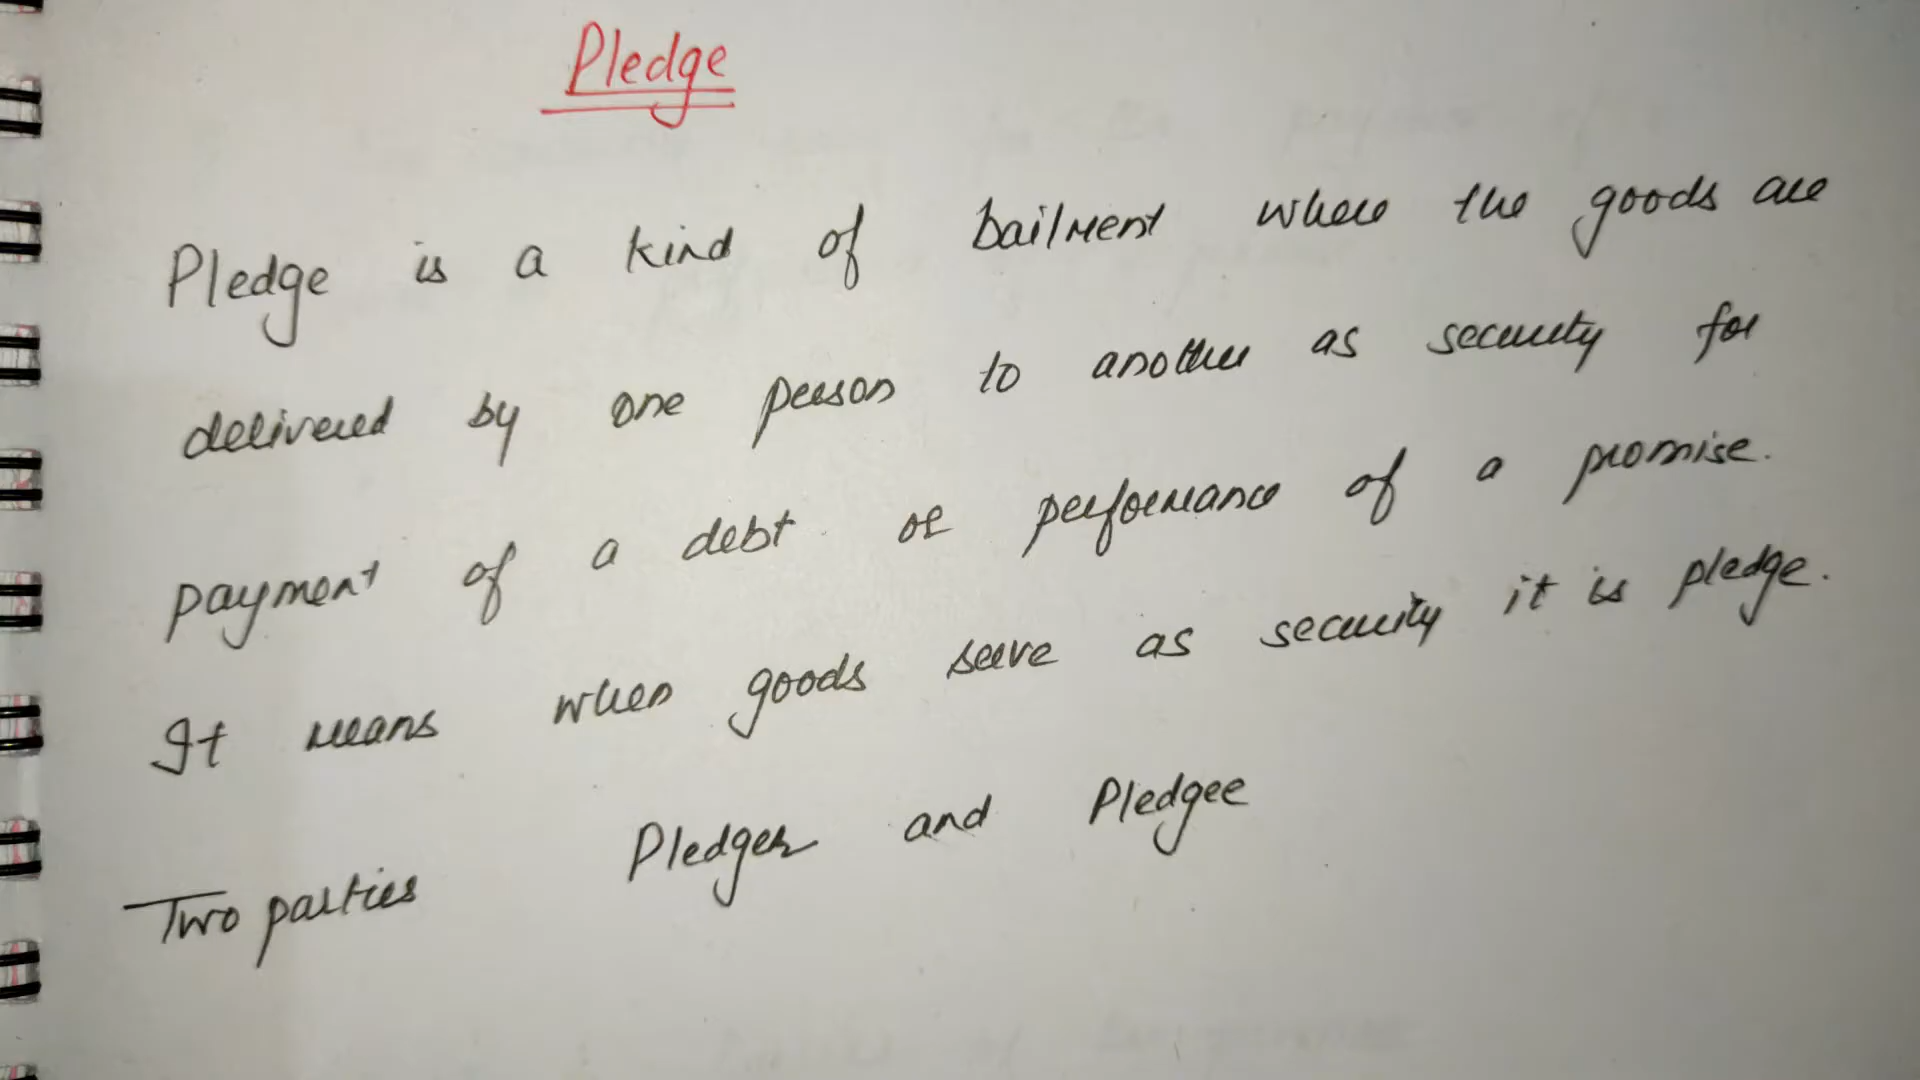 Pledge
Pledge is a kind of bailment where the goods are
delivered by one person to another as security for
payment of a debt or performance of a promise.
It means when goods serve as security it is pledge.
Two parties Pledger and Pledgee